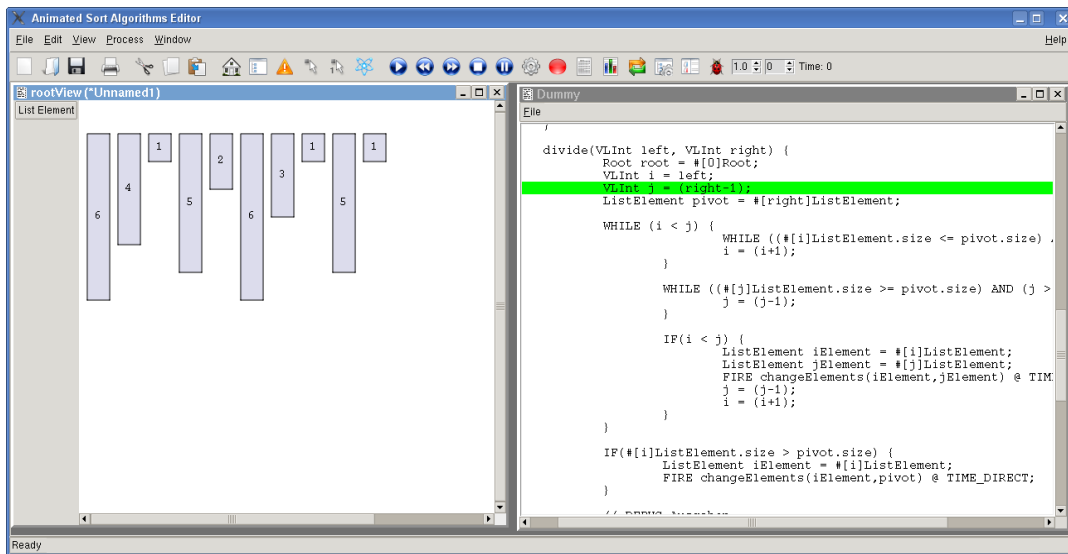 Animated Sort Algorithms Editor
File Edit View Process Window Help
1.0 0 Time: 0
rootView ("Unnamed1)
List Element
6 4 1 5 2 6 3 1 5 1
Dummy
File
}
divide(VLInt left, VLInt right) {
Root root = #[0]Root;
VLInt i = left;
VLInt j = (right-1);
ListElement pivot = #[right]ListElement;
WHILE (i < j) {
WHILE ((#[i]ListElement.size <= pivot.size)
i = (i+1);
}
WHILE ((#[j]ListElement.size >= pivot.size) AND (j >
j = (j-1);
}
IF(i < j) {
ListElement iElement = #[i]ListElement;
ListElement jElement = #[j]ListElement;
FIRE changeElements(iElement,jElement) @ TIM
j = (j-1);
i = (i+1);
}
}
IF(#[i]ListElement.size > pivot.size) {
ListElement iElement = #[i]ListElement;
FIRE changeElements(iElement,pivot) @ TIME_DIRECT;
}
// DEBUG
Ready